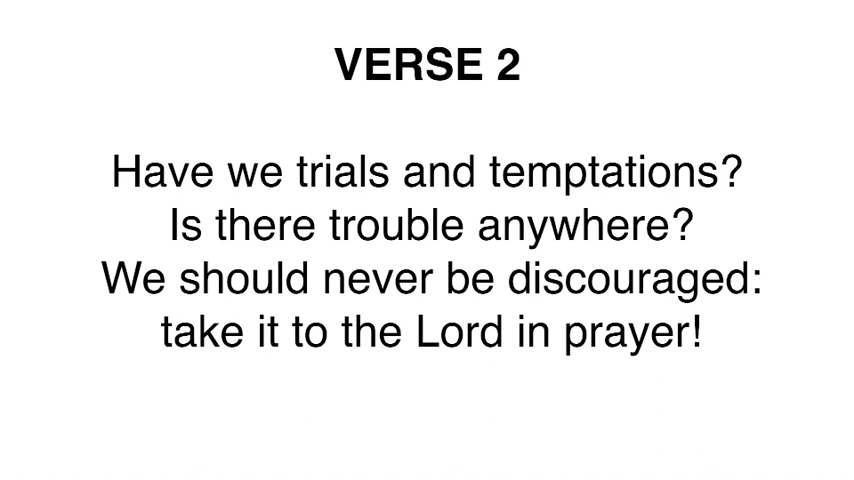 VERSE 2
Have we trials and temptations?
Is there trouble anywhere?
We should never be discouraged:
take it to the Lord in prayer!